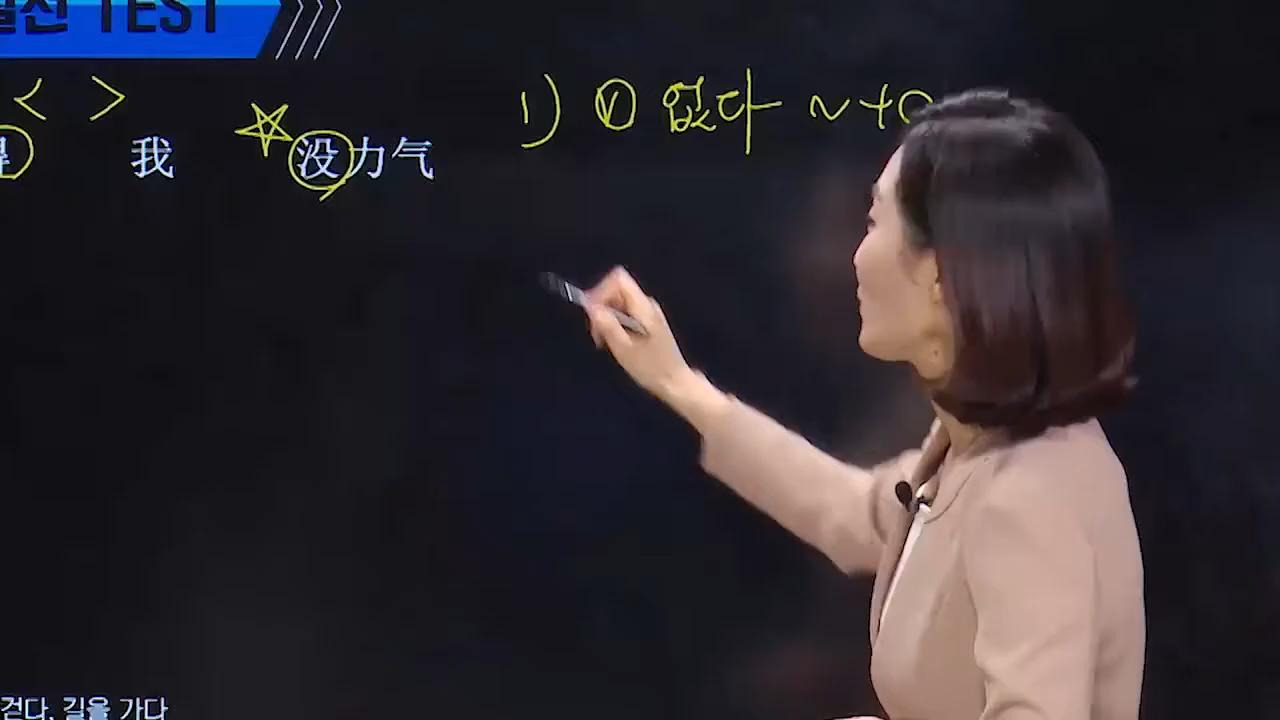 TEST
< >
我 没力气
1) ⓥ 없다 ~ + O
걷다, 길을 가다